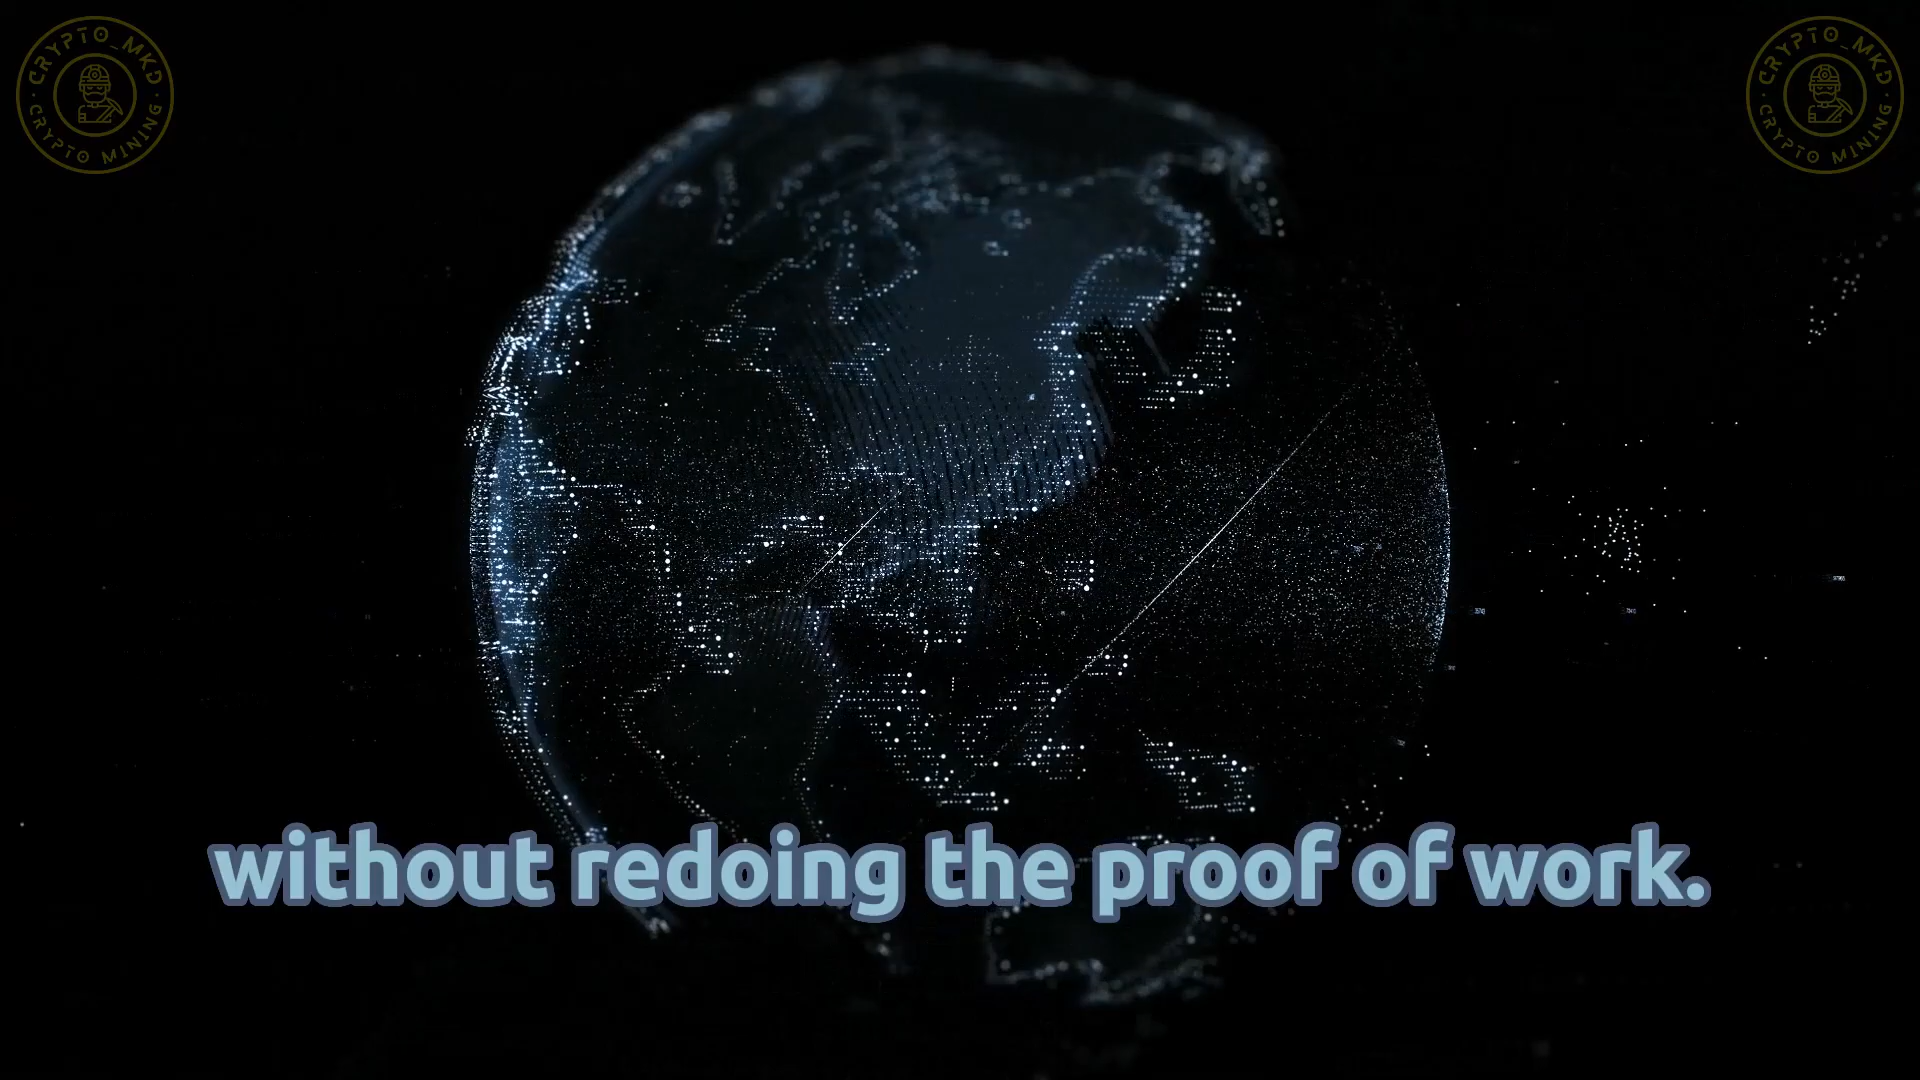 CRYPTO_MKD
CRYPTO MINING
CRYPTO_MKD
CRYPTO MINING
without redoing the proof of work.